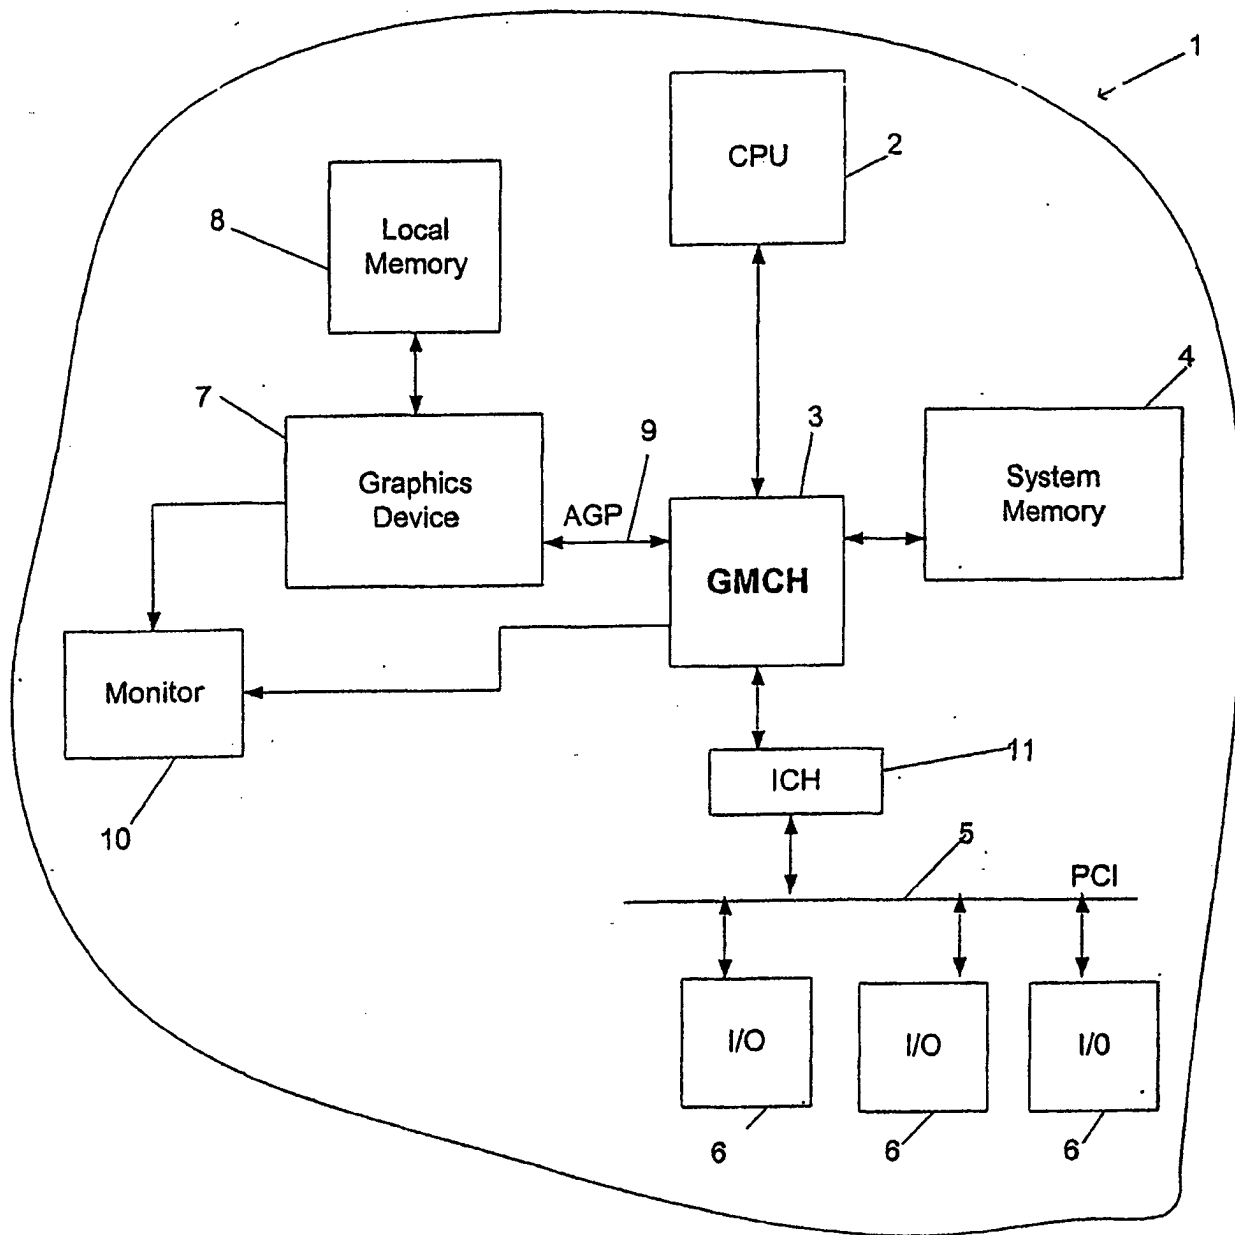 1
CPU
2
Local
Memory
8
4
System
Memory
7
Graphics
Device
9
AGP
3
GMCH
Monitor
10
ICH
11
5
PCI
I/O
I/O
I/0
6
6
6